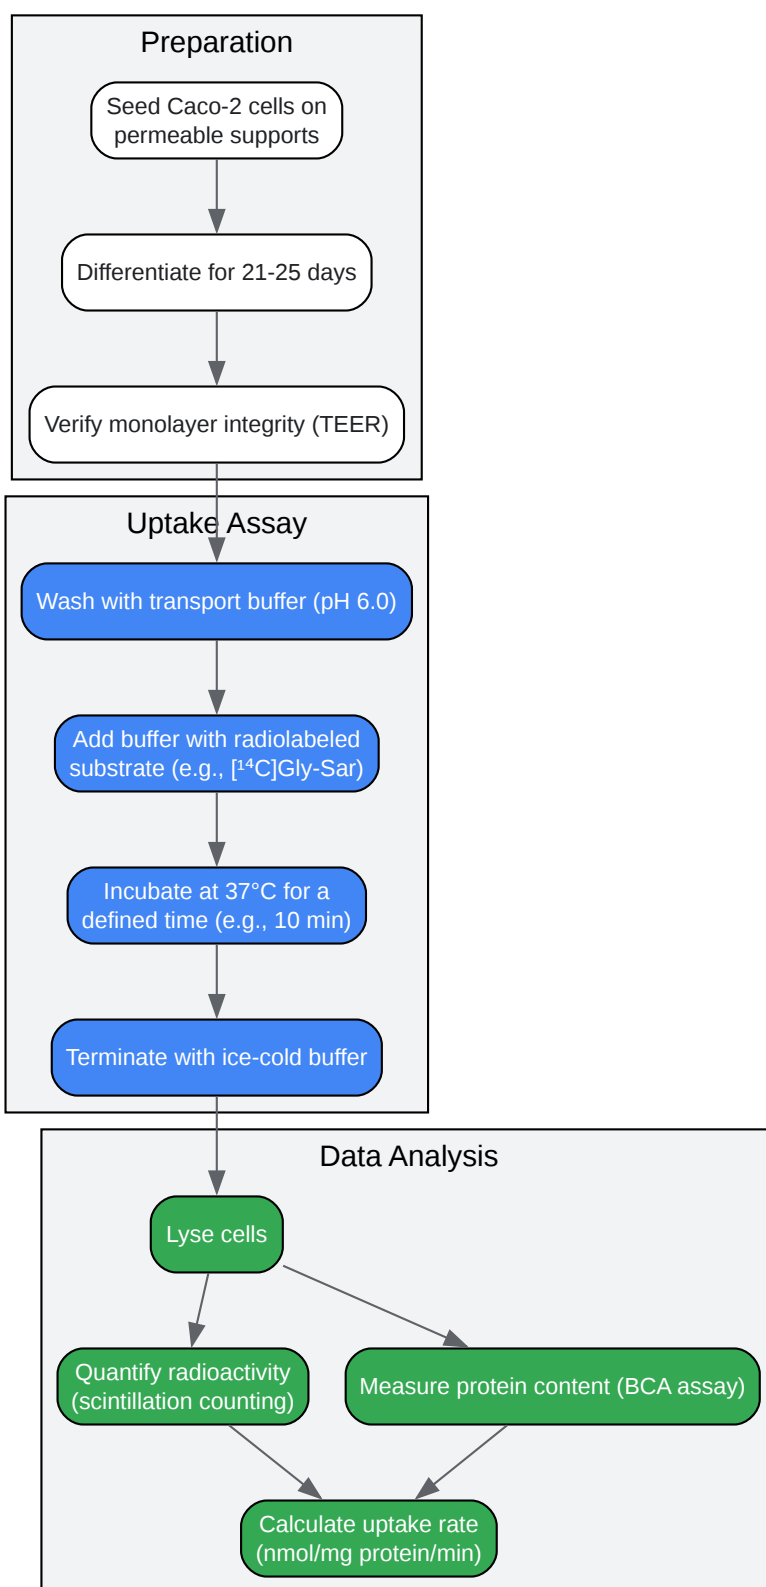 Preparation
Seed Caco-2 cells on
permeable supports
Differentiate for 21-25 days
Verify monolayer integrity (TEER)
Uptake Assay
Wash with transport buffer (pH 6.0)
Add buffer with radiolabeled
substrate (e.g., [¹⁴C]Gly-Sar)
Incubate at 37°C for a
defined time (e.g., 10 min)
Terminate with ice-cold buffer
Data Analysis
Lyse cells
Quantify radioactivity
(scintillation counting)
Measure protein content (BCA assay)
Calculate uptake rate
(nmol/mg protein/min)